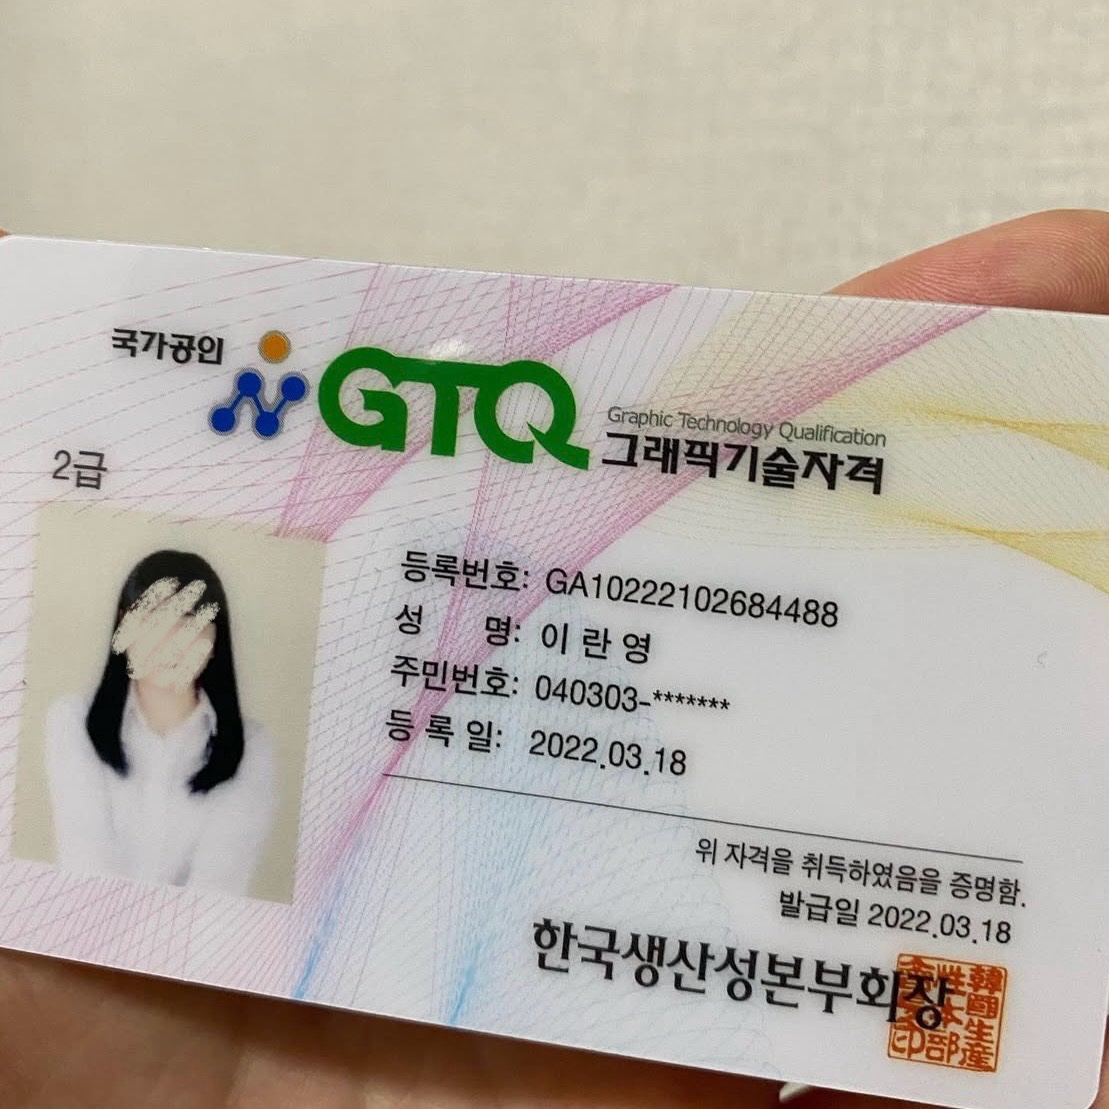 국가공인 GTQ
Graphic Technology Qualification
그래픽기술자격
2급
등록번호: GA10222102684488
성 명: 이 란 영
주민번호: 040303-*******
등 록 일: 2022.03.18
위 자격을 취득하였음을 증명함.
발급일 2022.03.18
한국생산성본부회장
韓國生産
性本部
會長印